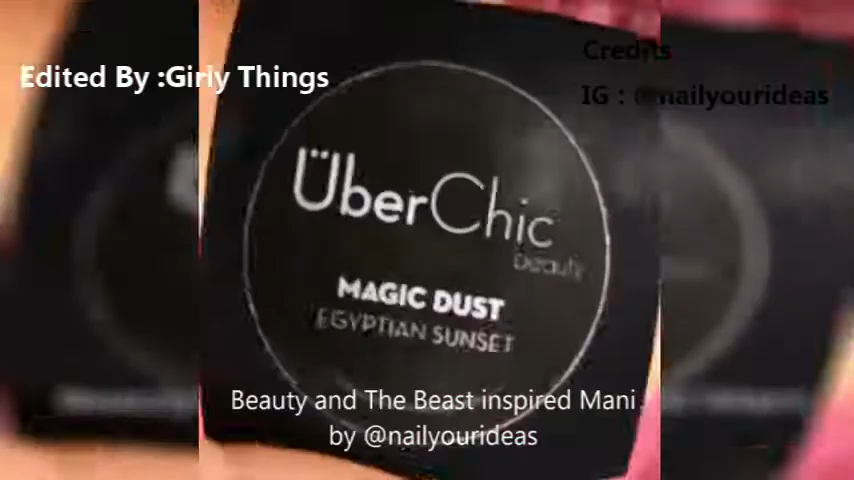 Edited By :Girly Things
Credits
IG : @nailyourideas
ÜberChic
beauty
MAGIC DUST
EGYPTIAN SUNSET
Beauty and The Beast inspired Mani
by @nailyourideas